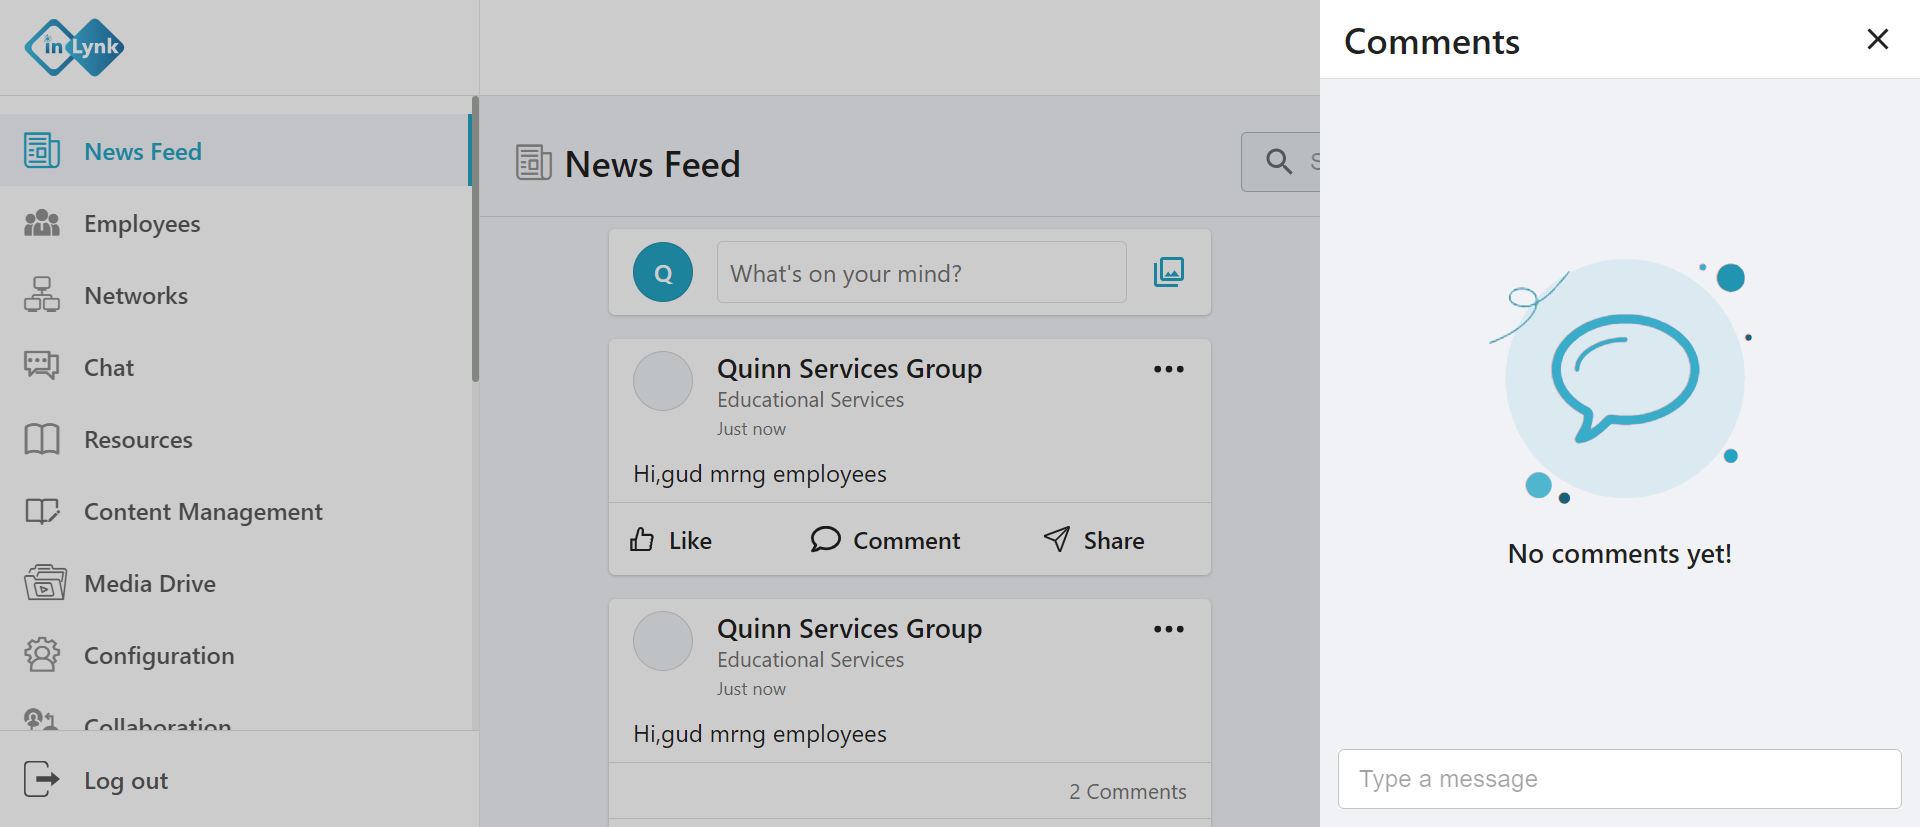 in Lynk
News Feed
Employees
Networks
Chat
Resources
Content Management
Media Drive
Configuration
Collaboration
Log out
News Feed
S
Q
What's on your mind?
Quinn Services Group
Educational Services
Just now
Hi,gud mrng employees
Like
Comment
Share
Quinn Services Group
Educational Services
Just now
Hi,gud mrng employees
2 Comments
Comments
No comments yet!
Type a message